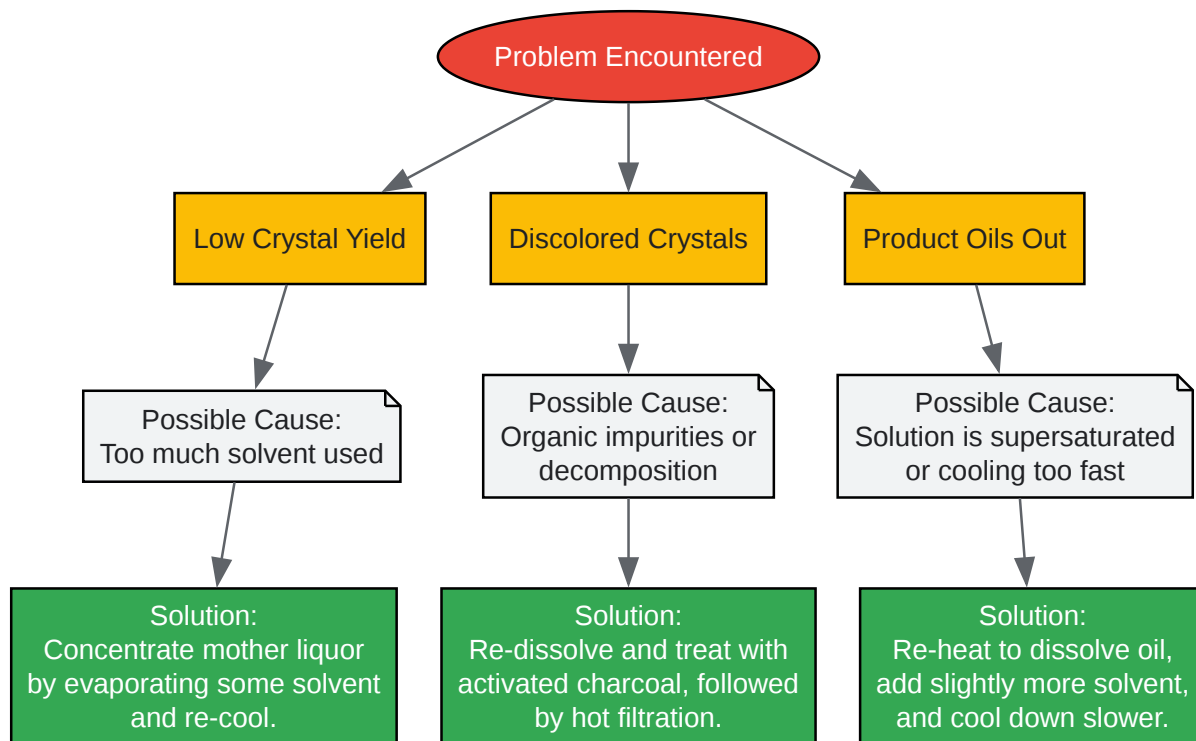 Problem Encountered
Low Crystal Yield
Discolored Crystals
Product Oils Out
Possible Cause:
Too much solvent used
Possible Cause:
Organic impurities or
decomposition
Possible Cause:
Solution is supersaturated
or cooling too fast
Solution:
Concentrate mother liquor
by evaporating some solvent
and re-cool.
Solution:
Re-dissolve and treat with
activated charcoal, followed
by hot filtration.
Solution:
Re-heat to dissolve oil,
add slightly more solvent,
and cool down slower.